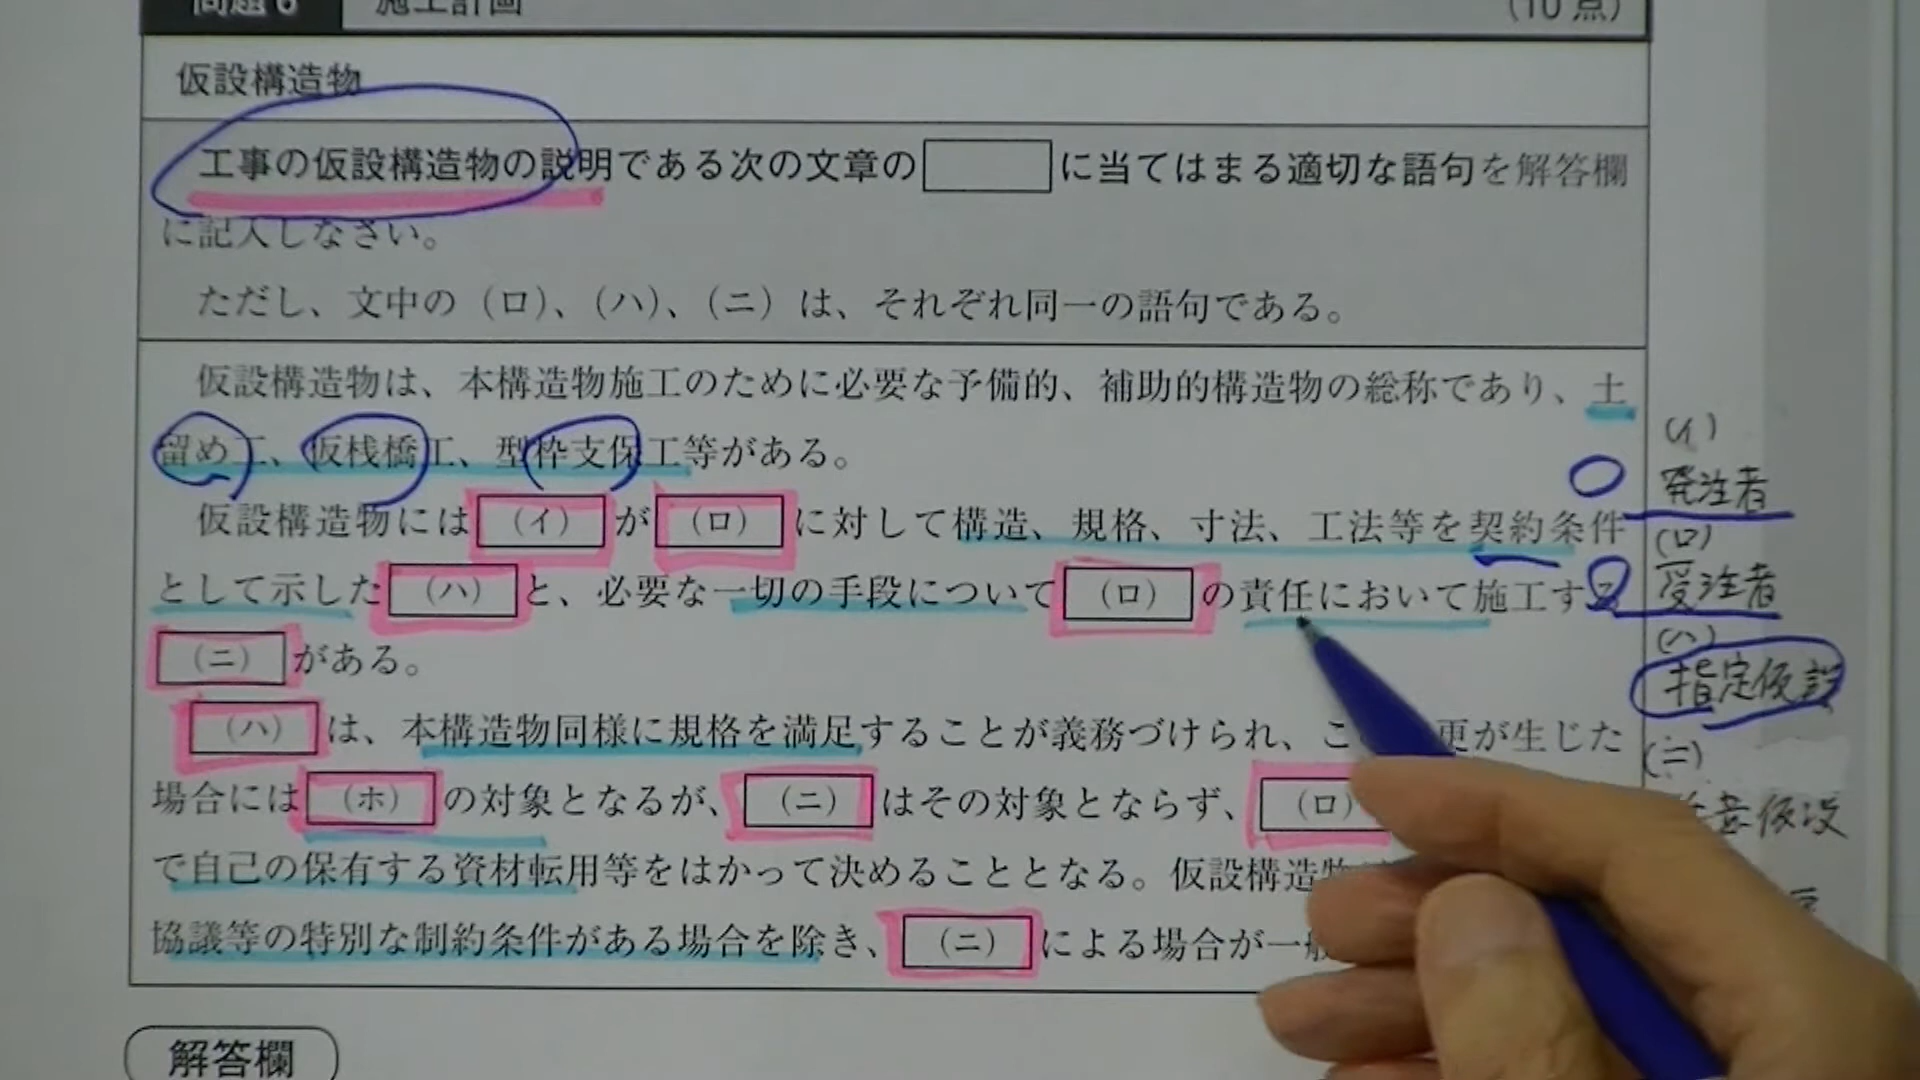 問題6 施工計画 (10点)
仮設構造物
工事の仮設構造物の説明である次の文章の に当てはまる適切な語句を解答欄
に記入しなさい。
ただし、文中の（ロ）、（ハ）、（ニ）は、それぞれ同一の語句である。
仮設構造物は、本構造物施工のために必要な予備的、補助的構造物の総称であり、土
留め工、仮桟橋工、型枠支保工等がある。
仮設構造物には（イ）が（ロ）に対して構造、規格、寸法、工法等を契約条件
として示した（ハ）と、必要な一切の手段について（ロ）の責任において施工する
（ニ）がある。
（ハ）は、本構造物同様に規格を満足することが義務づけられ、こ 更が生じた
場合には（ホ）の対象となるが、（ニ）はその対象とならず、（ロ）
で自己の保有する資材転用等をはかって決めることとなる。仮設構造物
協議等の特別な制約条件がある場合を除き、（ニ）による場合が一般
解答欄
(イ)
発注者
(ロ)
受注者
(ハ)
指定仮設
(ニ)
仮設